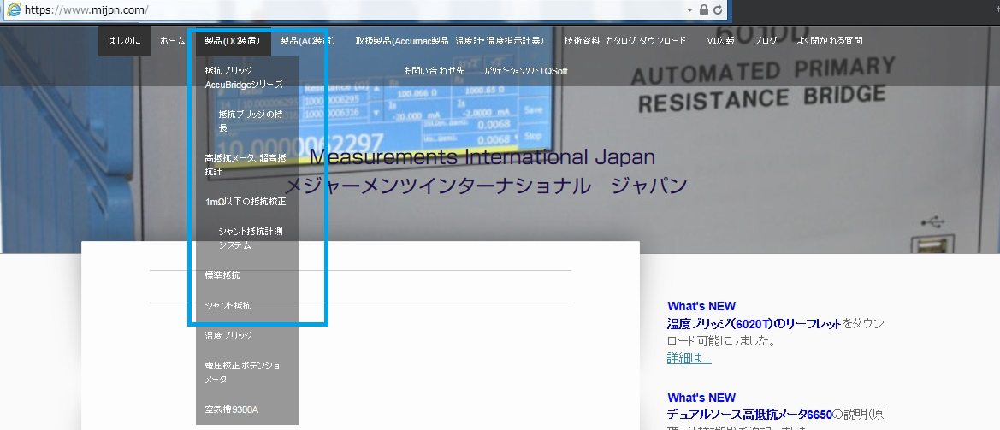 https://www.mijpn.com/
はじめに ホーム 製品(DC装置) 製品(AC装置) 取扱製品(Accumac製品 温度計・温度指示計器) 技術資料、カタログ ダウンロード MI広報 ブログ よく聞かれる質問
お問い合わせ先 バリデーションソフトTQSoft
抵抗ブリッジ
AccuBridgeシリーズ
抵抗ブリッジの特
長
高抵抗メータ、超高抵
抗計
1mΩ以下の抵抗校正
シャント抵抗計測
システム
標準抵抗
シャント抵抗
温度ブリッジ
電圧校正 ポテンショ
メータ
空気槽9300A
6010D
AUTOMATED PRIMARY
RESISTANCE BRIDGE
Resistance (Ω)
10.000006295
10.000006316
1000.65 Ω
-20.000 mA
-2.0000 mA
0.0068
0.0068
Save
Stop
10.0000062297
Measurements International Japan
メジャーメンツインターナショナル ジャパン
What's NEW
温度ブリッジ(6020T)のリーフレットをダウン
ロード可能にしました。
詳細は...
What's NEW
デュアルソース高抵抗メータ6650の説明(原